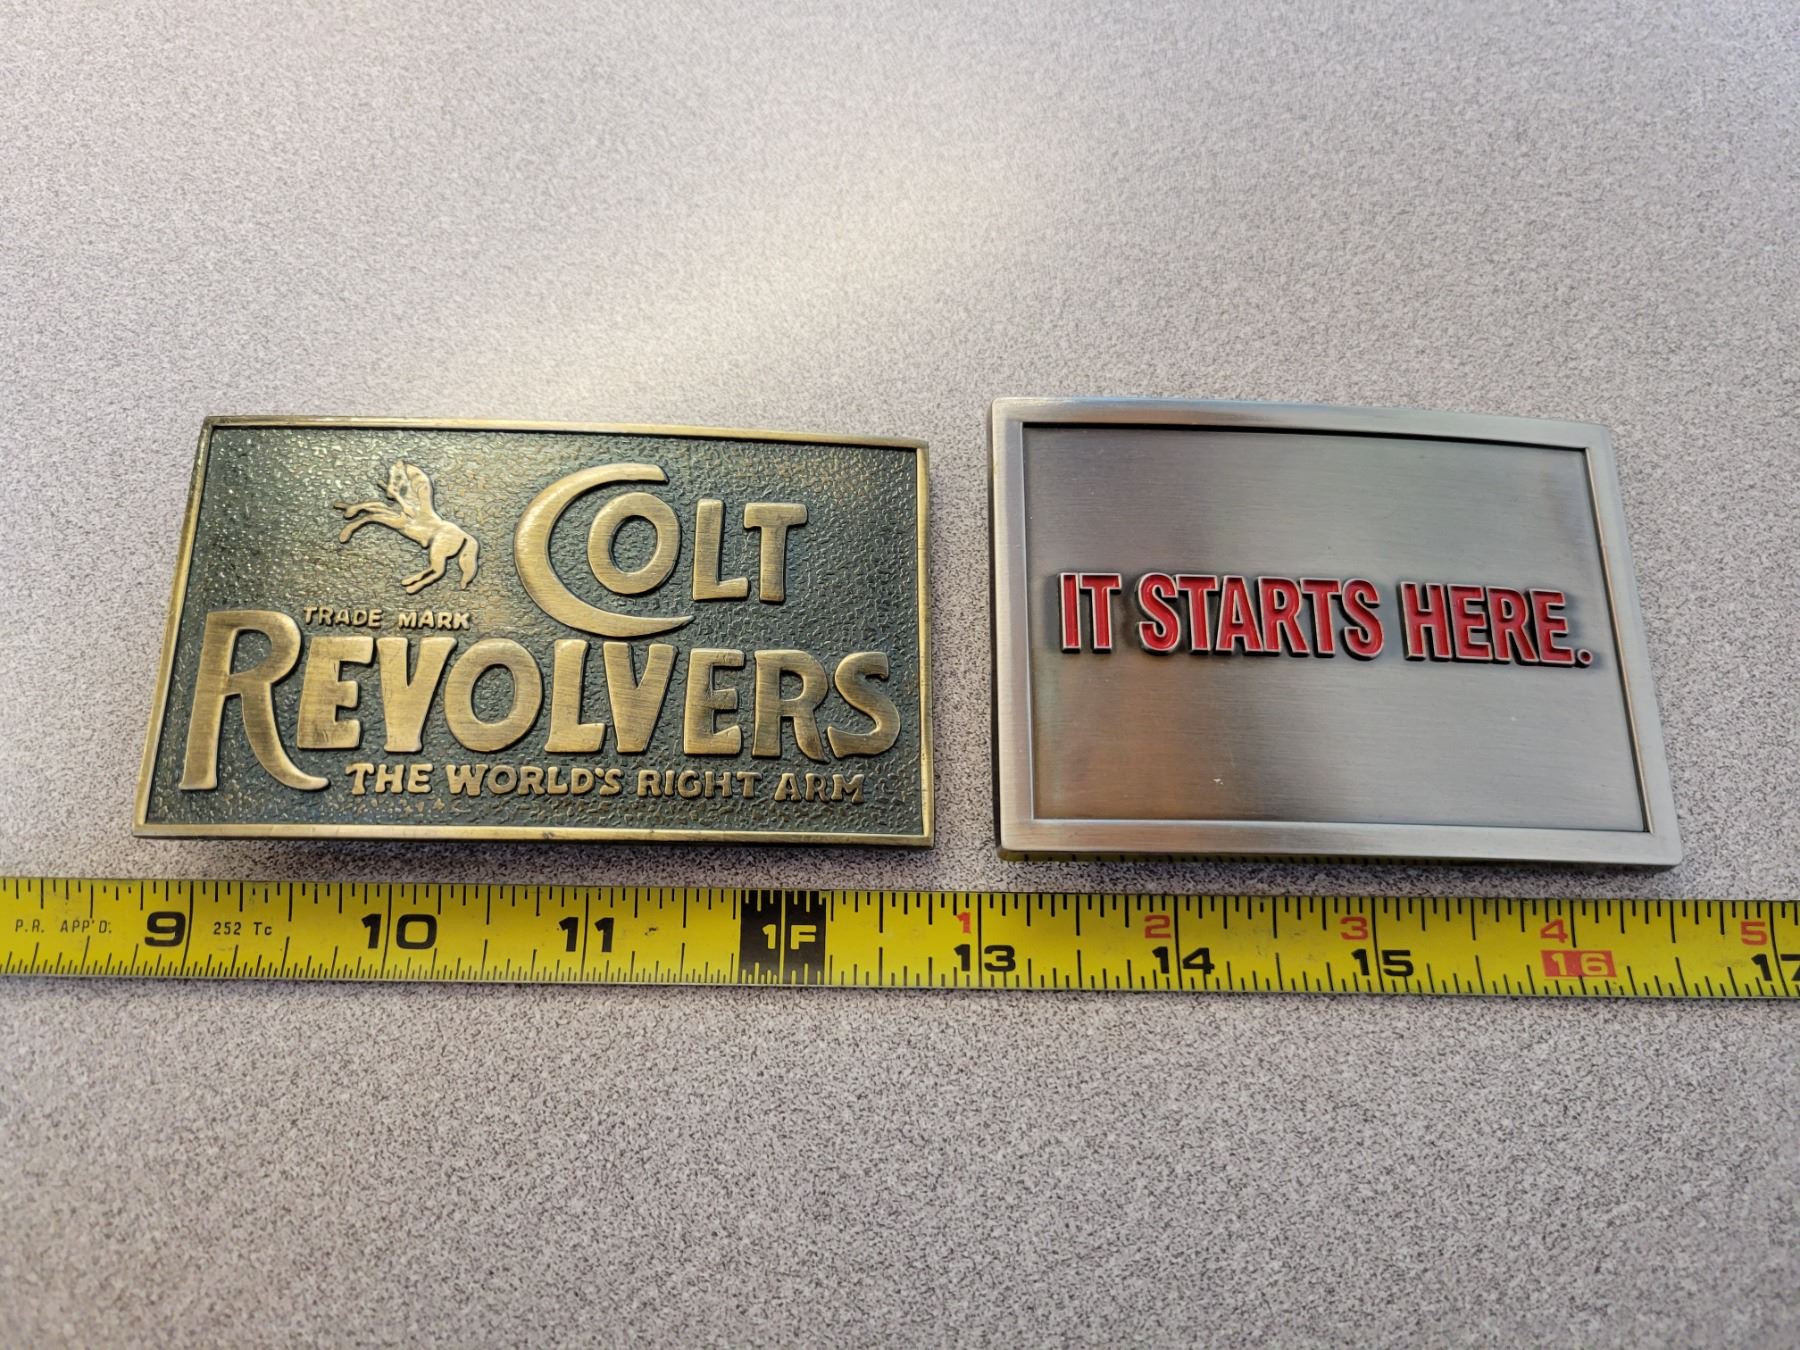 COLT
TRADE MARK
REVOLVERS
THE WORLD'S RIGHT ARM
IT STARTS HERE.
P.R. APP'D. 9 252 Tc 10 11 1F 1 13 2 14 3 15 4 16 5 17